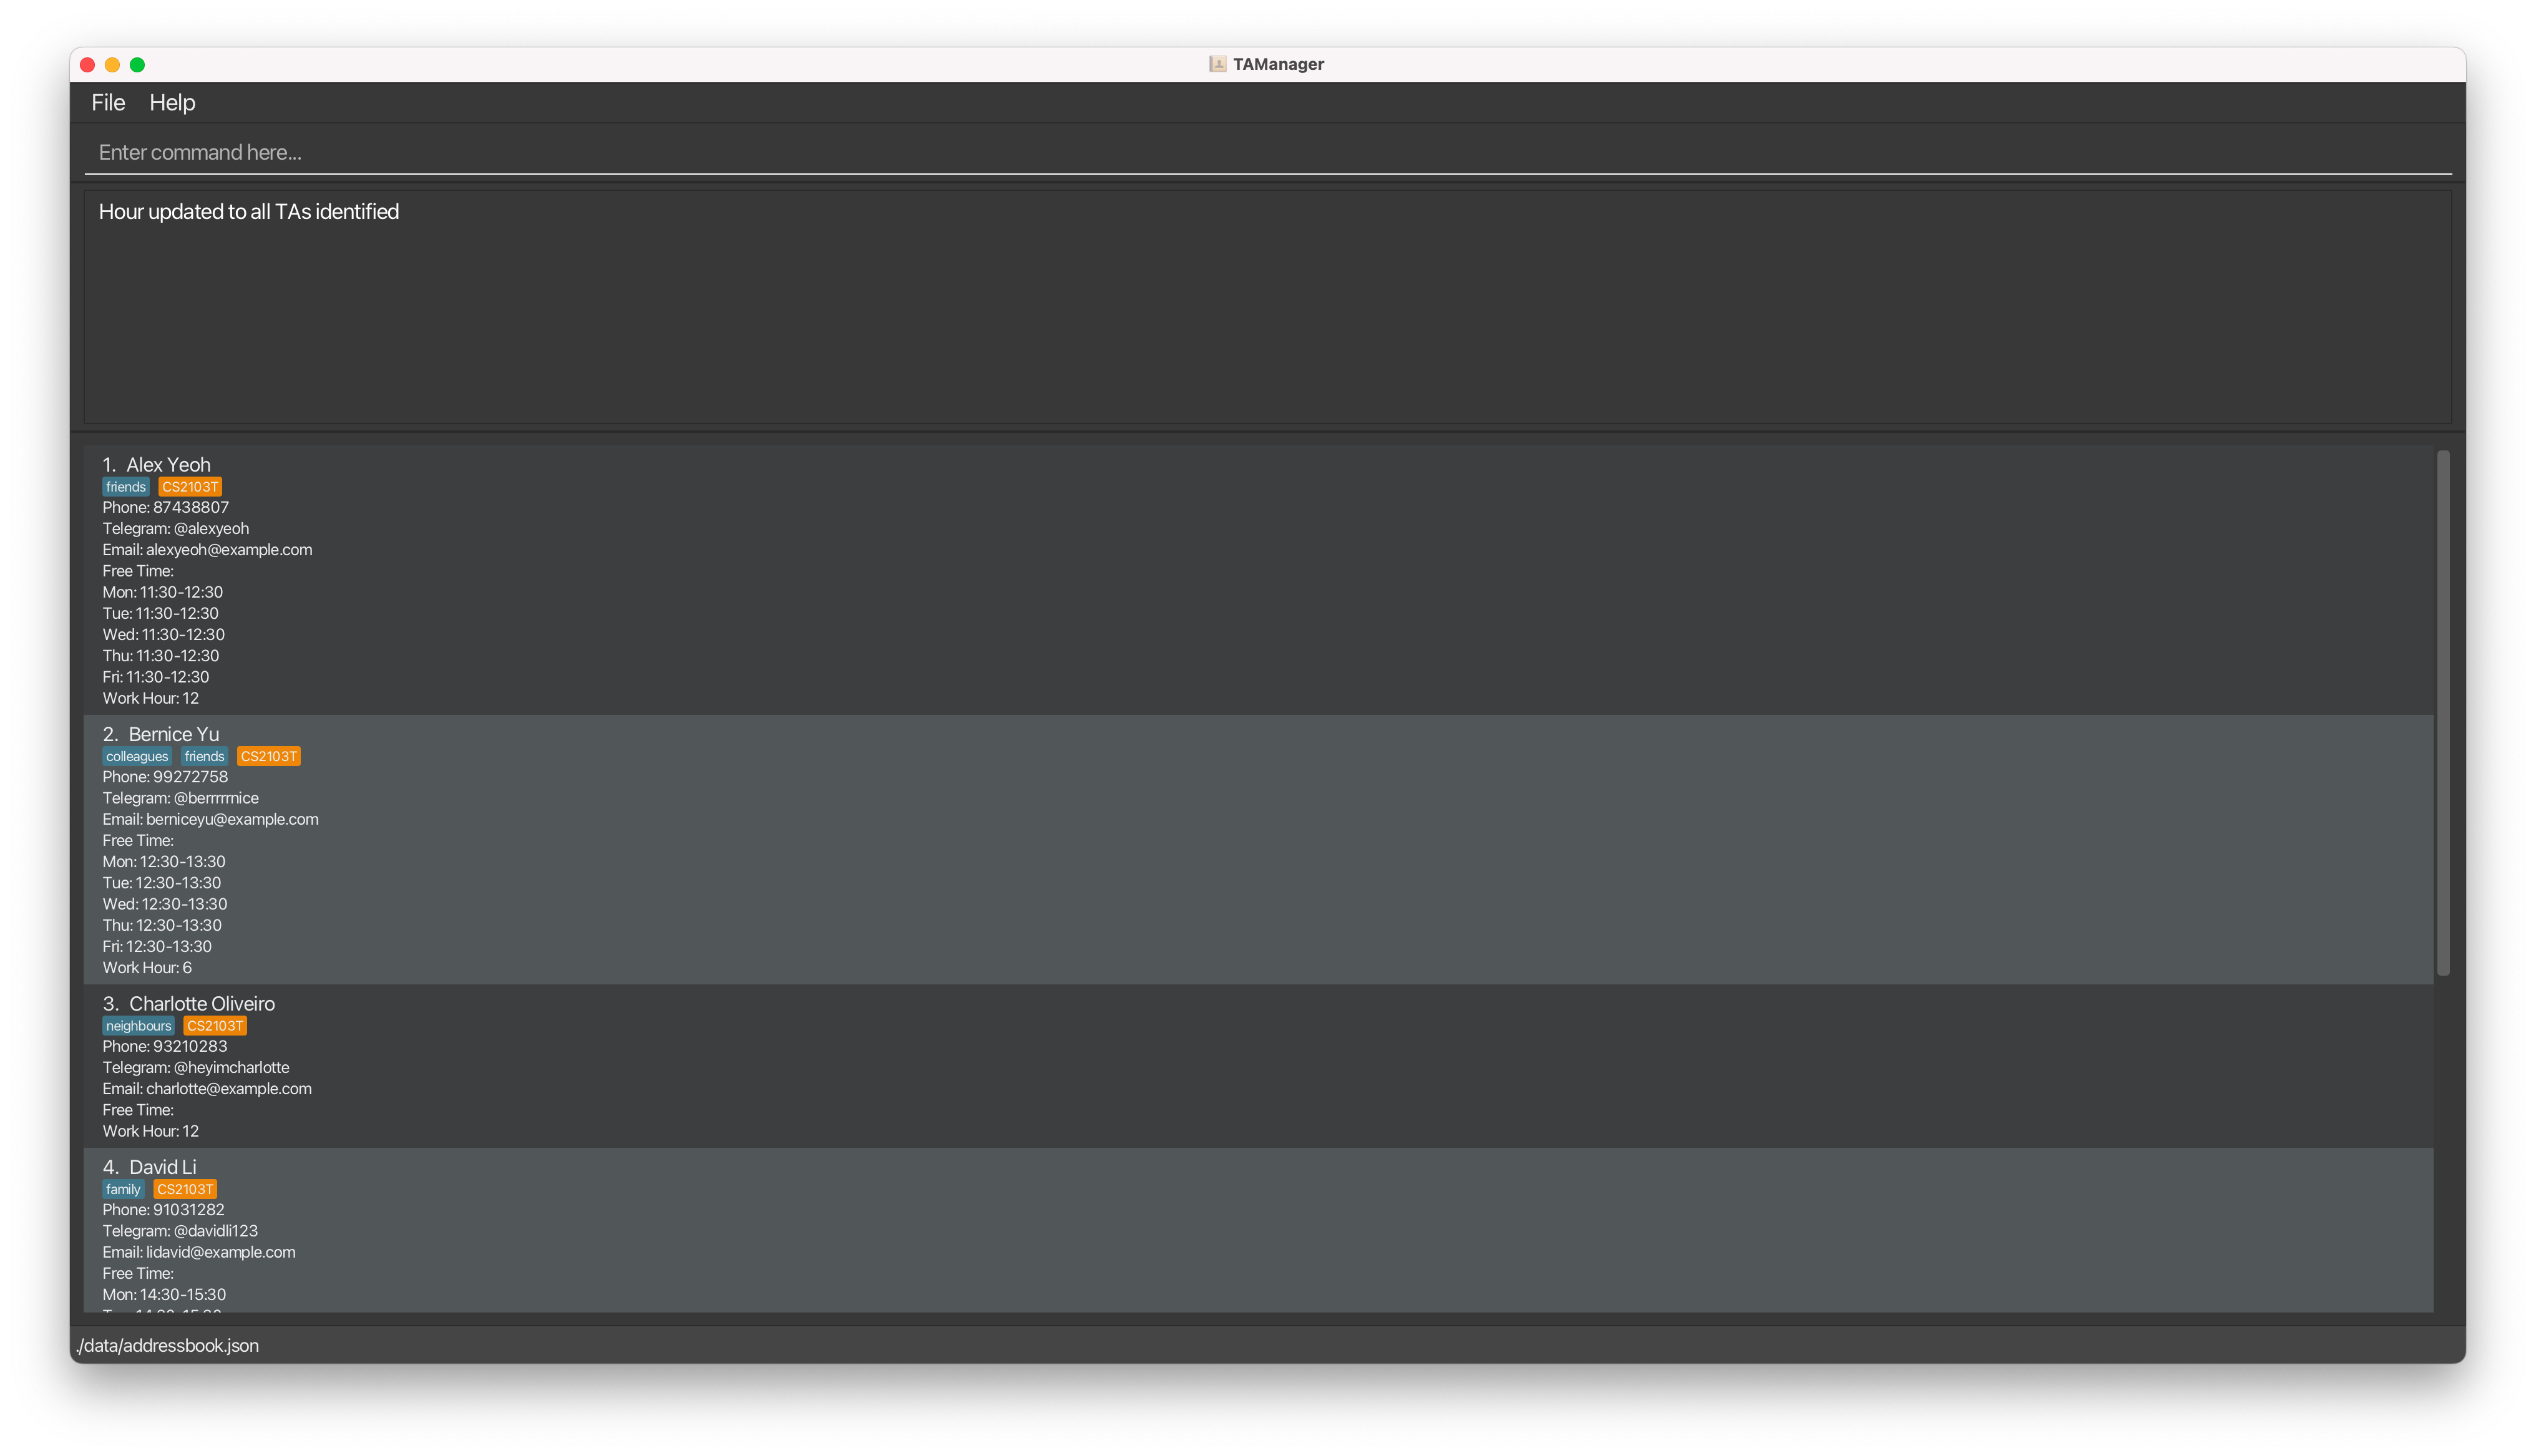 TAManager
File Help
Enter command here...
Hour updated to all TAs identified
1. Alex Yeoh
friends CS2103T
Phone: 87438807
Telegram: @alexyeoh
Email: alexyeoh@example.com
Free Time:
Mon: 11:30-12:30
Tue: 11:30-12:30
Wed: 11:30-12:30
Thu: 11:30-12:30
Fri: 11:30-12:30
Work Hour: 12
2. Bernice Yu
colleagues friends CS2103T
Phone: 99272758
Telegram: @berrrrnice
Email: berniceyu@example.com
Free Time:
Mon: 12:30-13:30
Tue: 12:30-13:30
Wed: 12:30-13:30
Thu: 12:30-13:30
Fri: 12:30-13:30
Work Hour: 6
3. Charlotte Oliveiro
neighbours CS2103T
Phone: 93210283
Telegram: @heyimcharlotte
Email: charlotte@example.com
Free Time:
Work Hour: 12
4. David Li
family CS2103T
Phone: 91031282
Telegram: @davidli123
Email: lidavid@example.com
Free Time:
Mon: 14:30-15:30
./data/addressbook.json